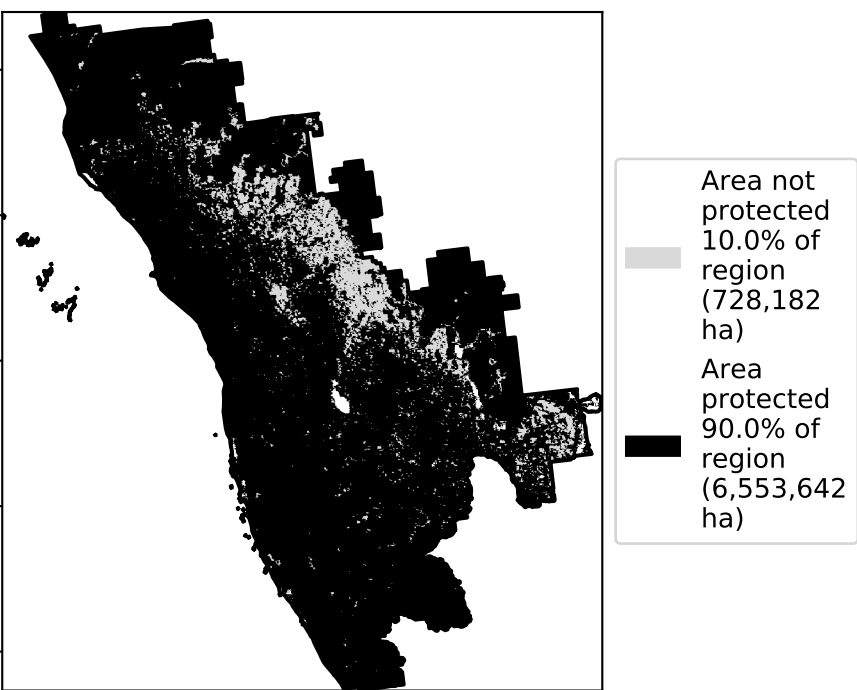 Area not
protected
10.0% of
region
(728,182
ha)
Area
protected
90.0% of
region
(6,553,642
ha)